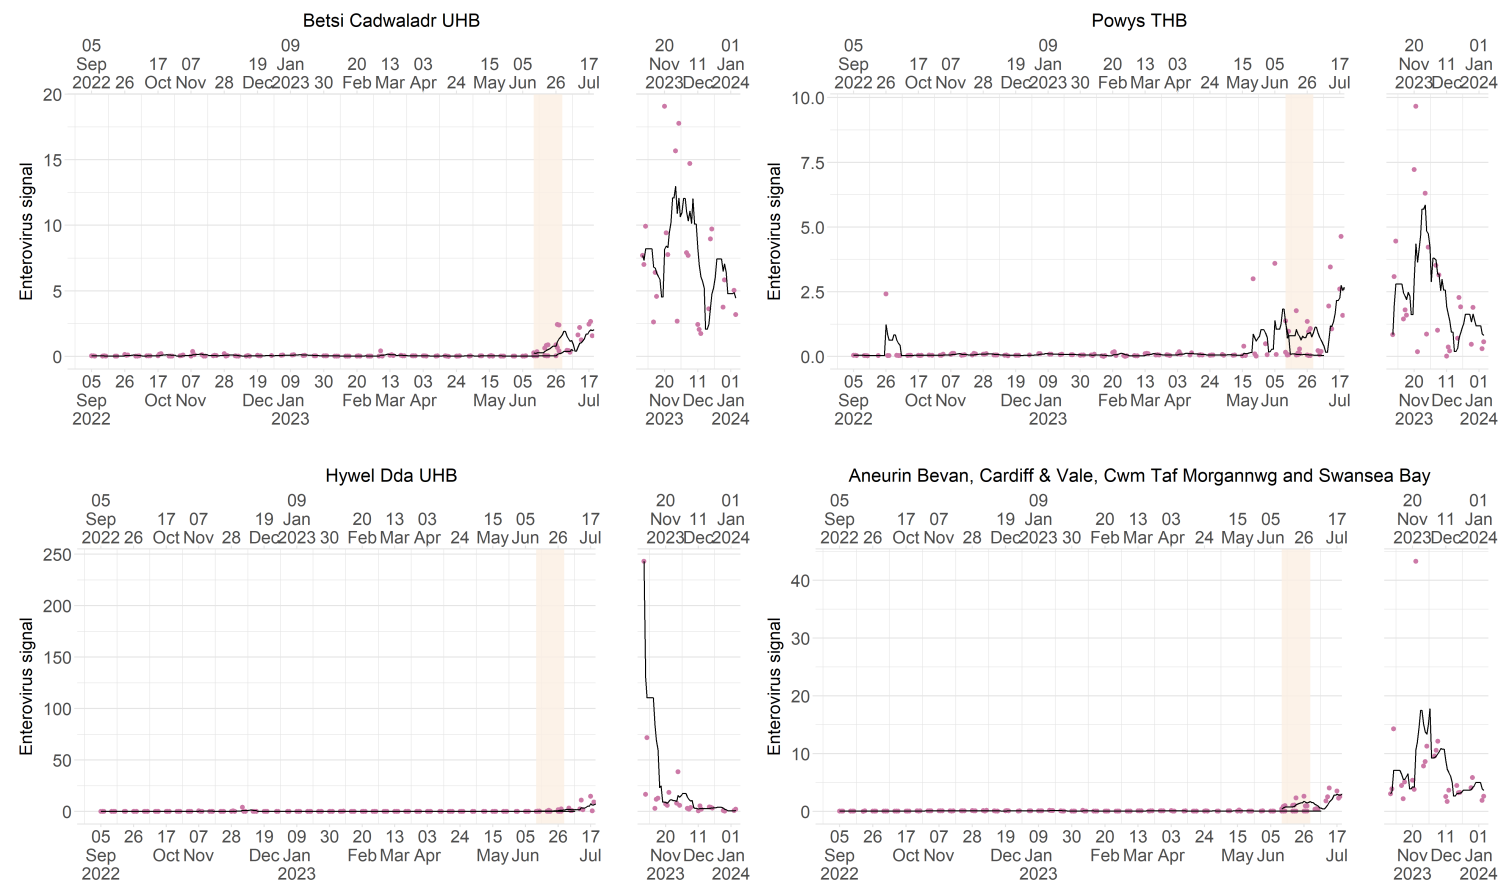 Betsi Cadwaladr UHB
05 09 20 01
Sep 17 07 19 Jan 20 13 03 15 05 17 Nov 11 Jan
2022 26 Oct Nov 28 Dec 2023 30 Feb Mar Apr 24 May Jun 26 Jul 2023 Dec 2024
Enterovirus signal
20
15
10
5
0
05 26 17 07 28 19 09 30 20 13 03 24 15 05 26 17 20 11 01
Sep Oct Nov Dec Jan Feb Mar Apr May Jun Jul Nov Dec Jan
2022 2023 2023 2024
Powys THB
05 09 20 01
Sep 17 07 19 Jan 20 13 03 15 05 17 Nov 11 Jan
2022 26 Oct Nov 28 Dec 2023 30 Feb Mar Apr 24 May Jun 26 Jul 2023 Dec 2024
Enterovirus signal
10.0
7.5
5.0
2.5
0.0
05 26 17 07 28 19 09 30 20 13 03 24 15 05 26 17 20 11 01
Sep Oct Nov Dec Jan Feb Mar Apr May Jun Jul Nov Dec Jan
2022 2023 2023 2024
Hywel Dda UHB
05 09 20 01
Sep 17 07 19 Jan 20 13 03 15 05 17 Nov 11 Jan
2022 26 Oct Nov 28 Dec 2023 30 Feb Mar Apr 24 May Jun 26 Jul 2023 Dec 2024
Enterovirus signal
250
200
150
100
50
0
05 26 17 07 28 19 09 30 20 13 03 24 15 05 26 17 20 11 01
Sep Oct Nov Dec Jan Feb Mar Apr May Jun Jul Nov Dec Jan
2022 2023 2023 2024
Aneurin Bevan, Cardiff & Vale, Cwm Taf Morgannwg and Swansea Bay
05 09 20 01
Sep 17 07 19 Jan 20 13 03 15 05 17 Nov 11 Jan
2022 26 Oct Nov 28 Dec 2023 30 Feb Mar Apr 24 May Jun 26 Jul 2023 Dec 2024
Enterovirus signal
40
30
20
10
0
05 26 17 07 28 19 09 30 20 13 03 24 15 05 26 17 20 11 01
Sep Oct Nov Dec Jan Feb Mar Apr May Jun Jul Nov Dec Jan
2022 2023 2023 2024